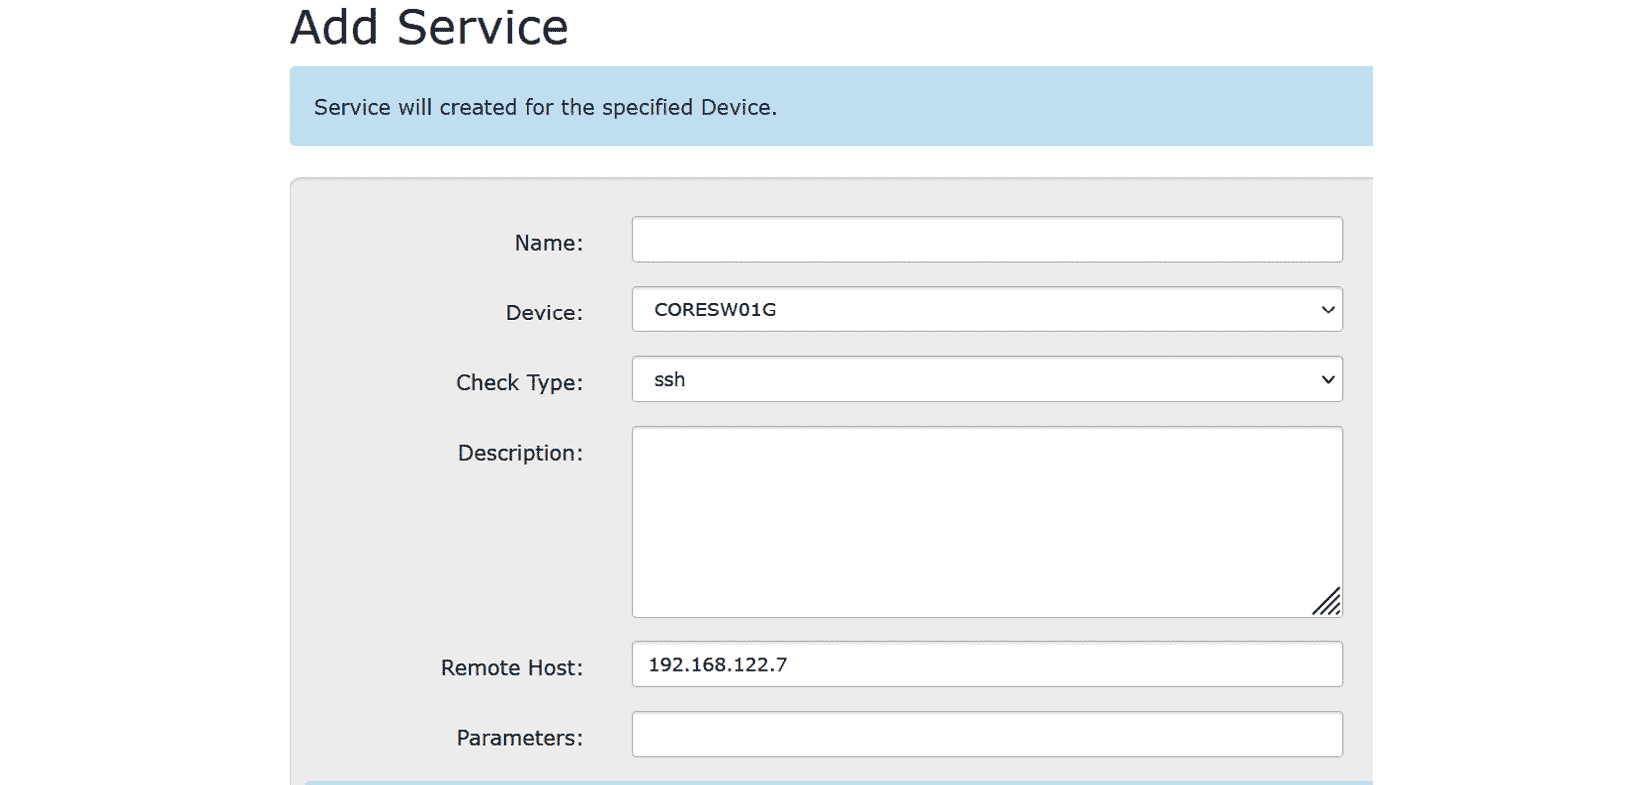 Add Service
Service will created for the specified Device.
Name:
Device: CORESW01G
Check Type: ssh
Description:
Remote Host: 192.168.122.7
Parameters: